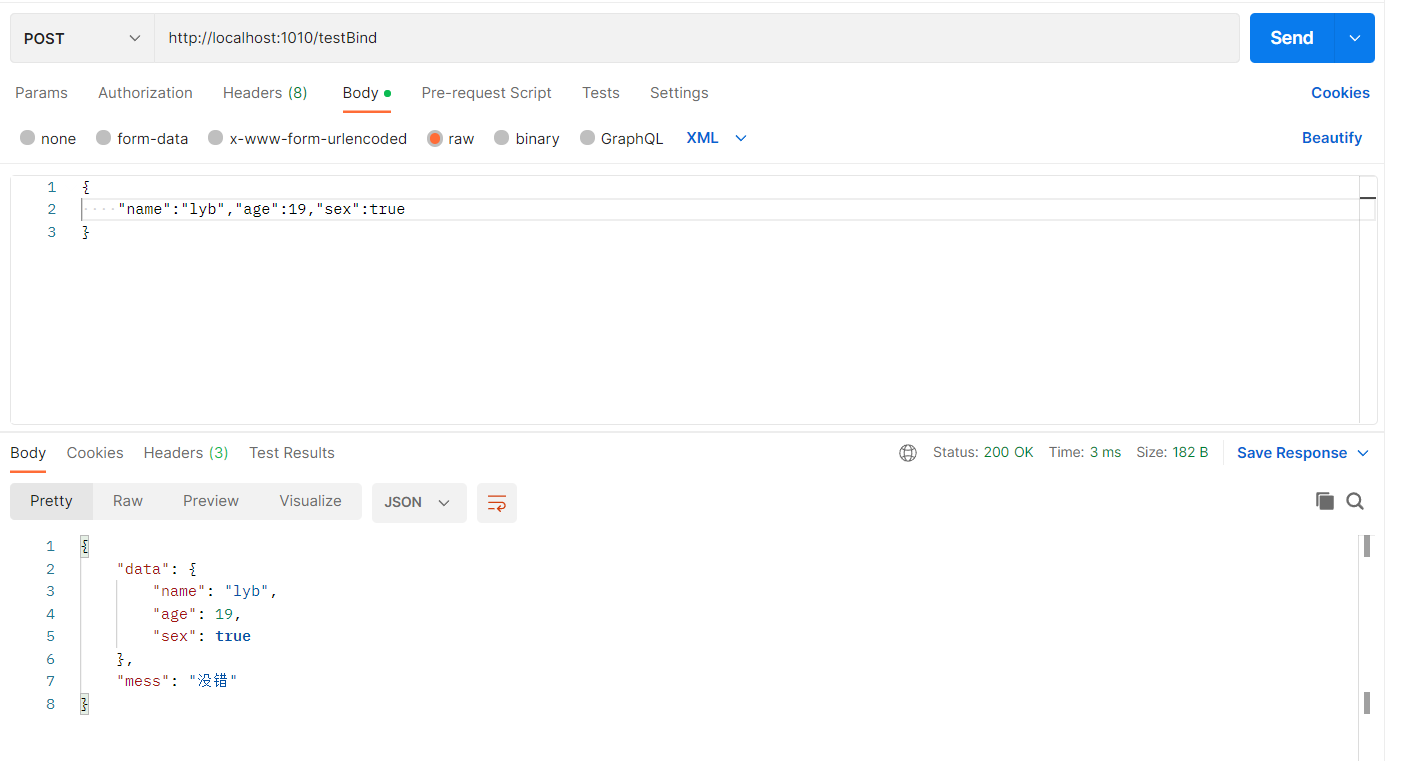 POST http://localhost:1010/testBind Send
Params Authorization Headers (8) Body Pre-request Script Tests Settings Cookies
none form-data x-www-form-urlencoded raw binary GraphQL XML Beautify
1 {
2 ····"name":"lyb","age":19,"sex":true
3 }
Body Cookies Headers (3) Test Results Status: 200 OK Time: 3 ms Size: 182 B Save Response
Pretty Raw Preview Visualize JSON
1 {
2 "data": {
3 "name": "lyb",
4 "age": 19,
5 "sex": true
6 },
7 "mess": "没错"
8 }